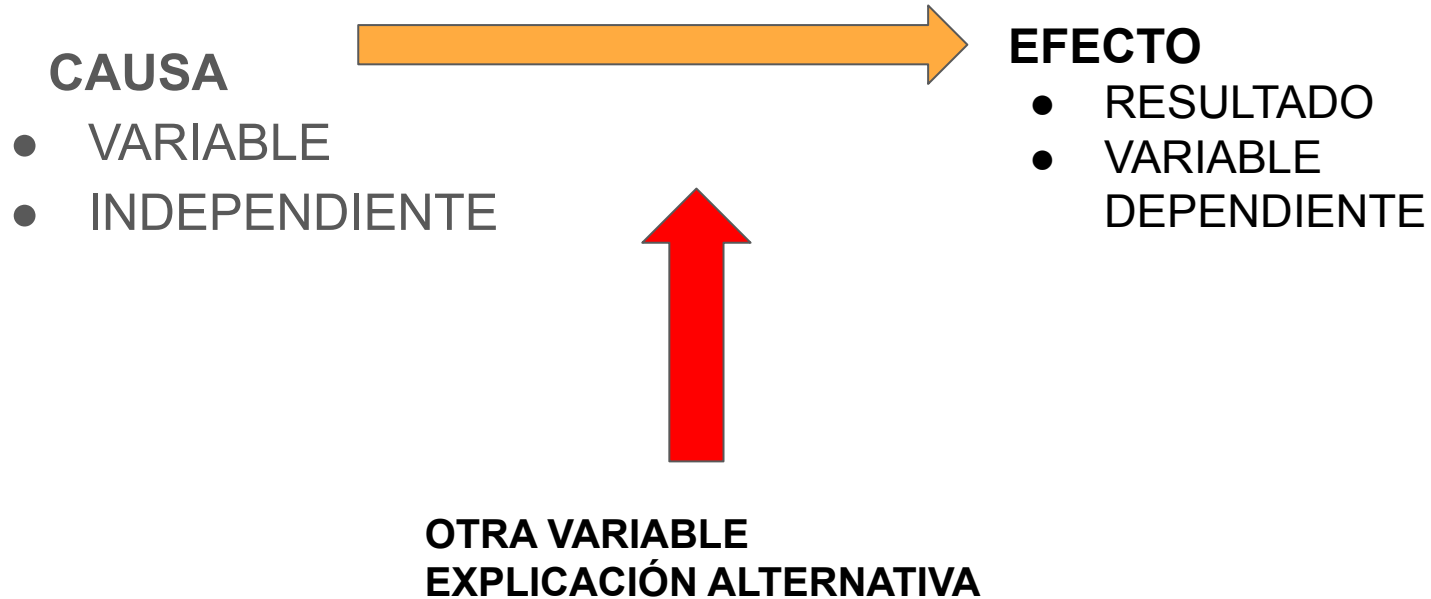 CAUSA
● VARIABLE
● INDEPENDIENTE
EFECTO
● RESULTADO
● VARIABLE
DEPENDIENTE
OTRA VARIABLE
EXPLICACIÓN ALTERNATIVA